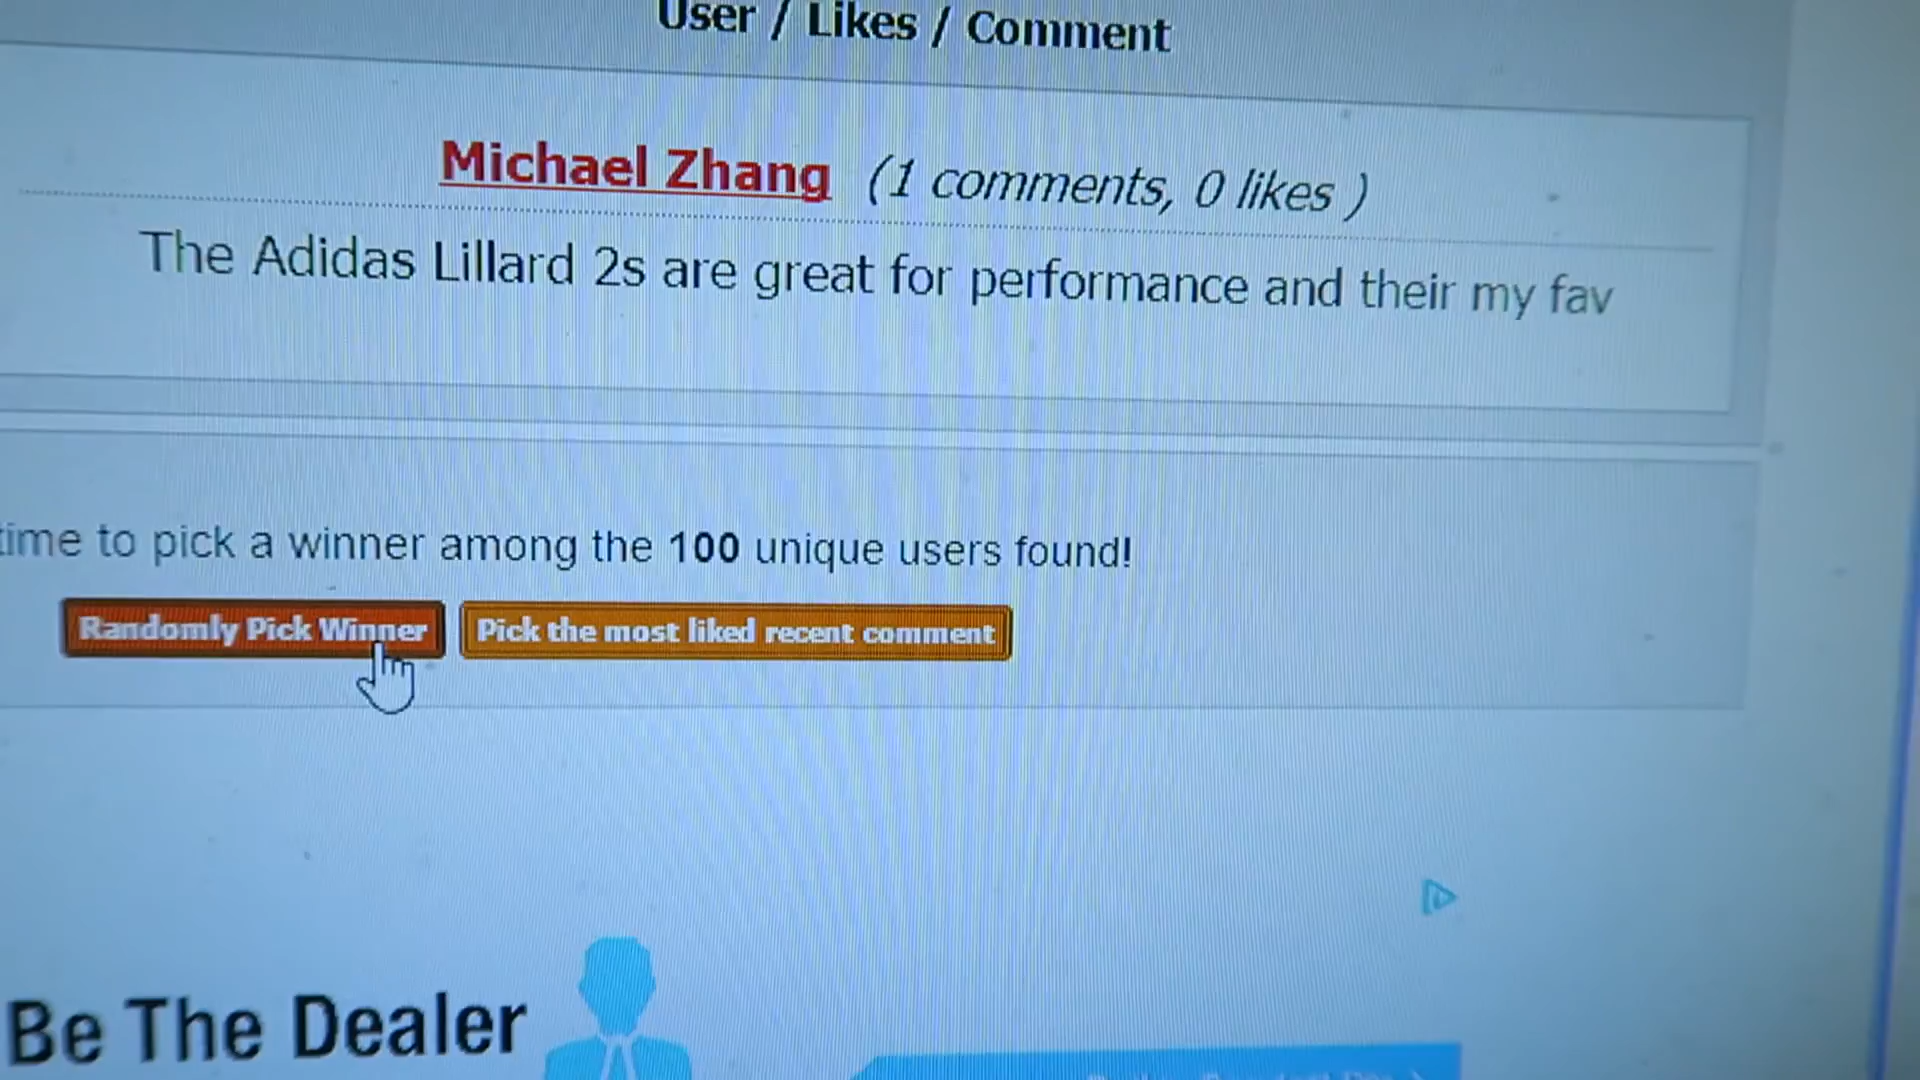 User / Likes / Comment
Michael Zhang (1 comments, 0 likes )
The Adidas Lillard 2s are great for performance and their my fav
time to pick a winner among the 100 unique users found!
Randomly Pick Winner Pick the most liked recent comment
Be The Dealer